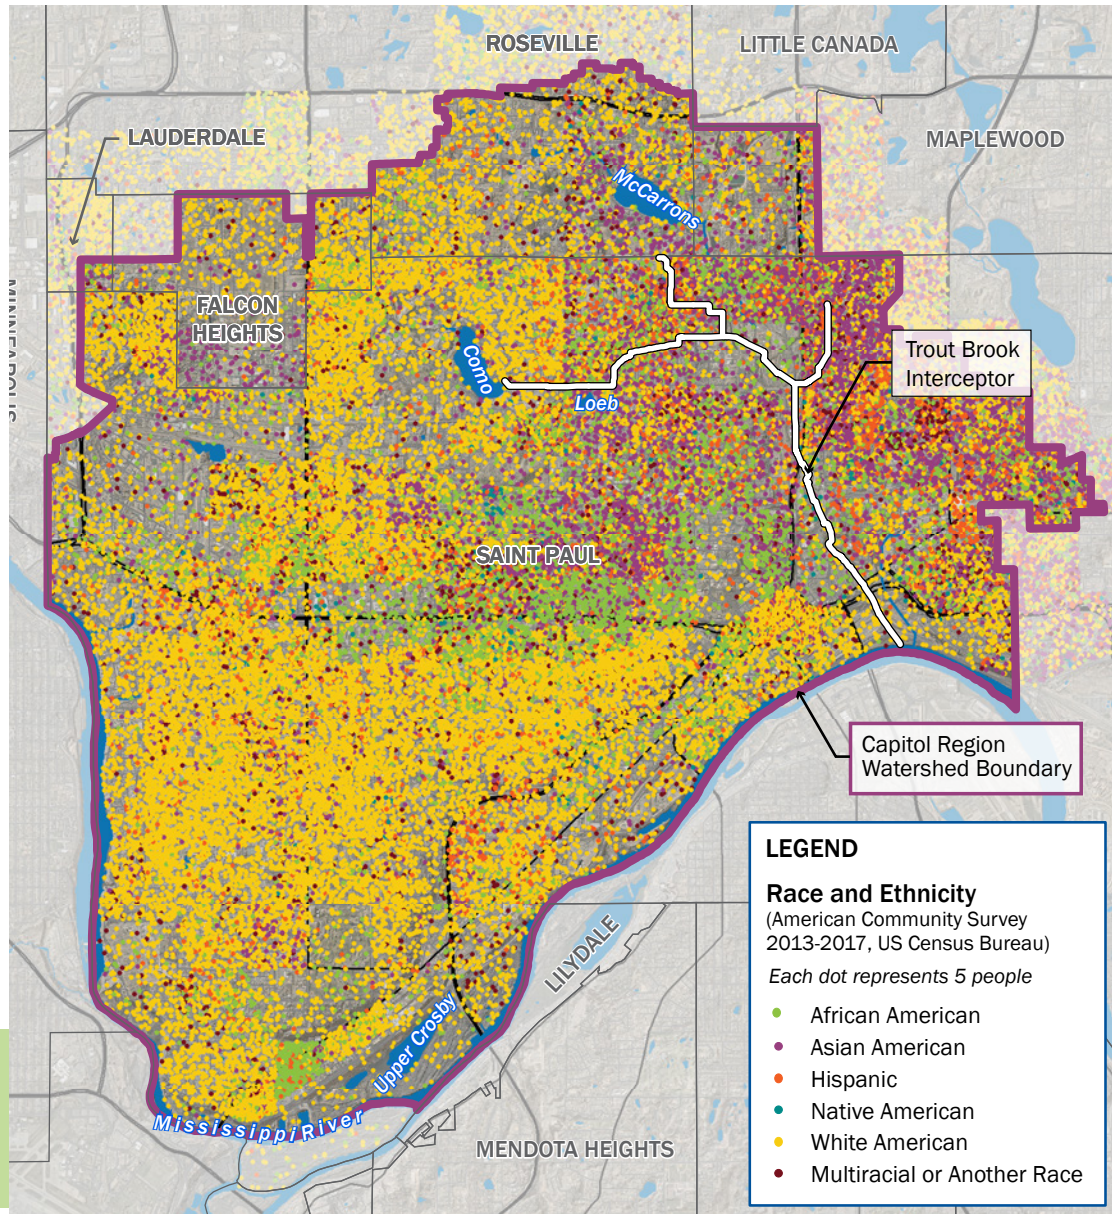 ROSEVILLE
LITTLE CANADA
LAUDERDALE
MAPLEWOOD
McCarrons
MINNEAPOLIS
FALCON
HEIGHTS
Como
Loeb
Trout Brook
Interceptor
SAINT PAUL
Capitol Region
Watershed Boundary
LILYDALE
Upper Crosby
Mississippi River
MENDOTA HEIGHTS
LEGEND
Race and Ethnicity
(American Community Survey
2013-2017, US Census Bureau)
Each dot represents 5 people
African American
Asian American
Hispanic
Native American
White American
Multiracial or Another Race